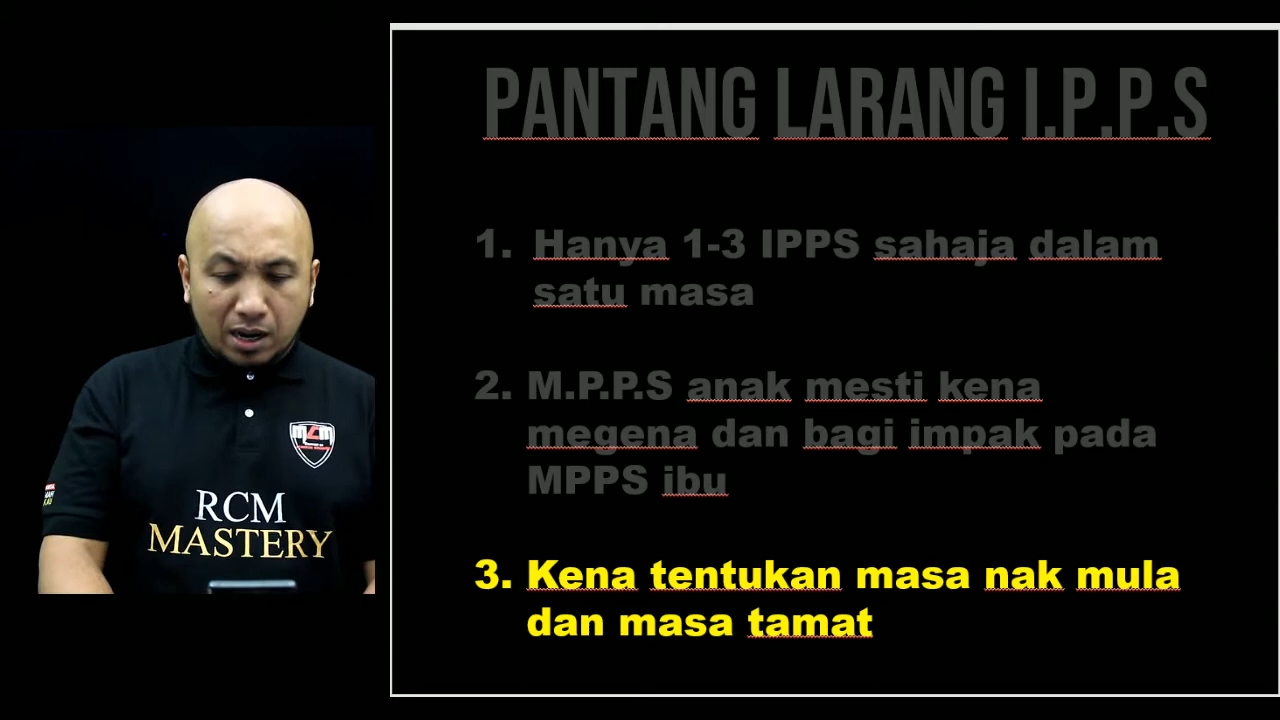 PANTANG LARANG I.P.P.S
1. Hanya 1-3 IPPS sahaja dalam
satu masa
2. M.P.P.S anak mesti kena
megena dan bagi impak pada
MPPS ibu
3. Kena tentukan masa nak mula
dan masa tamat
RCM
MASTERY